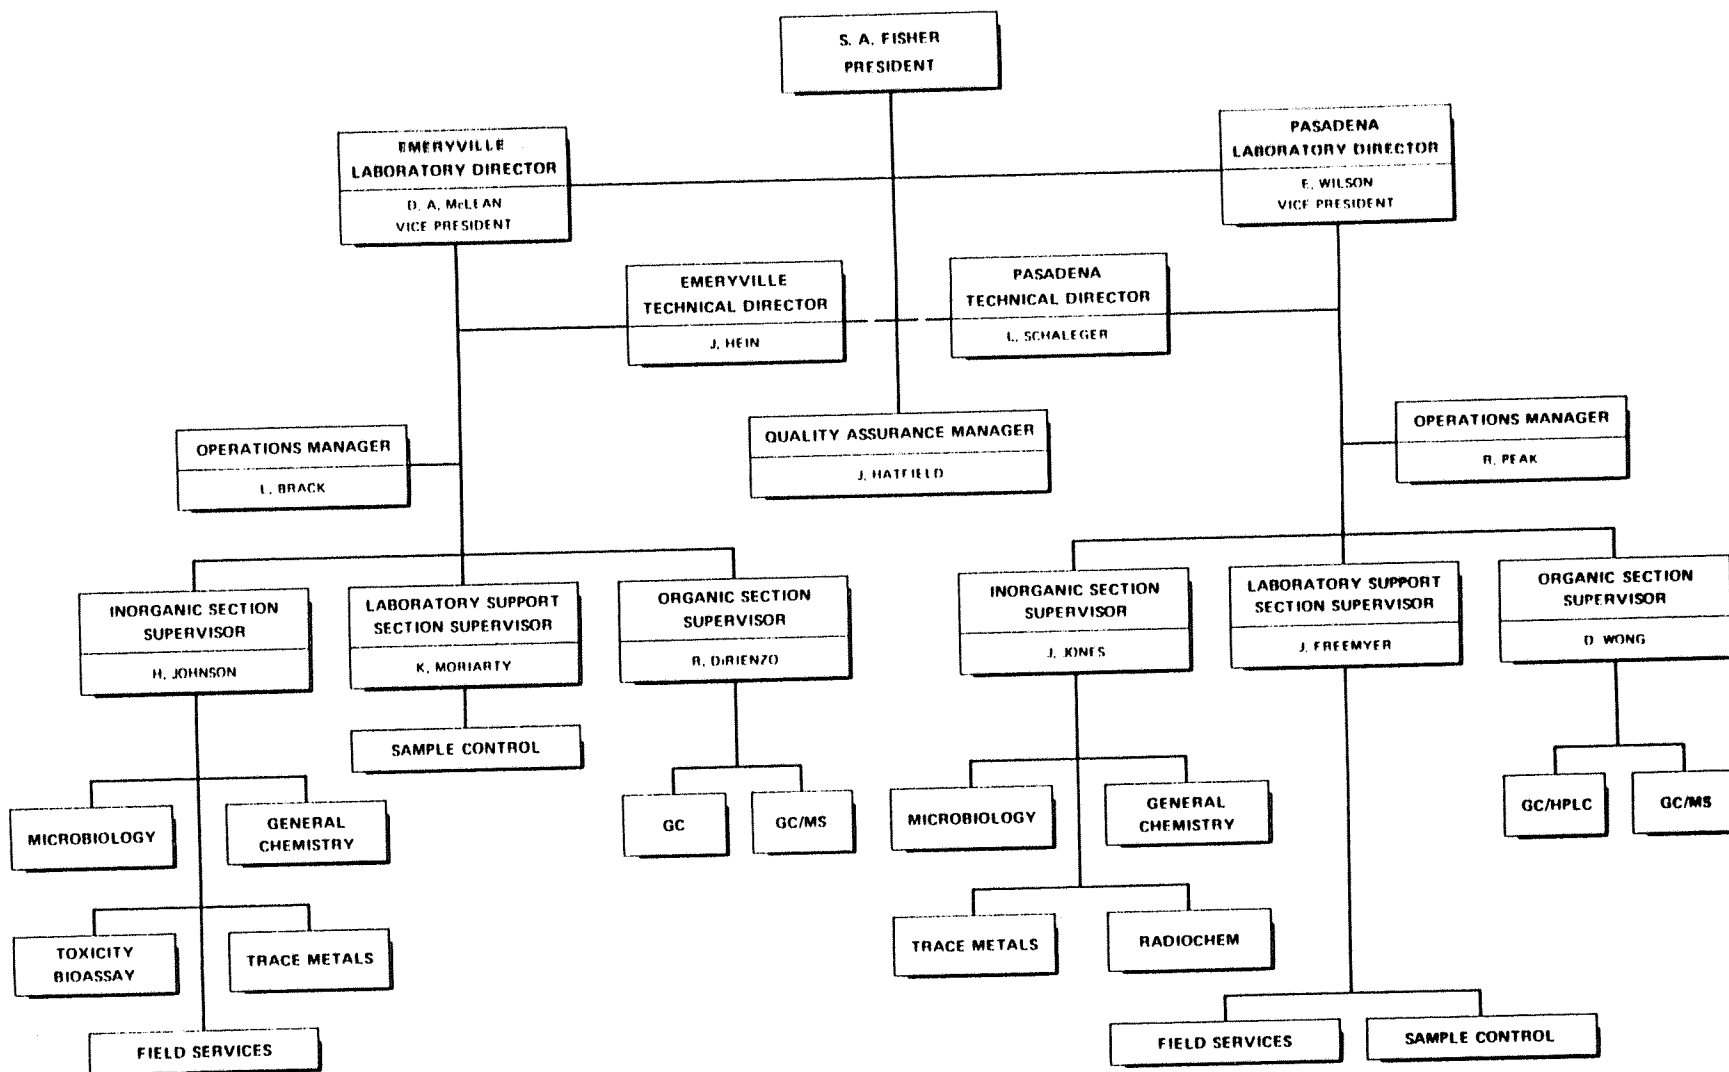 S. A. FISHER
PRESIDENT
EMERYVILLE
LABORATORY DIRECTOR
D. A. McLEAN
VICE PRESIDENT
PASADENA
LABORATORY DIRECTOR
E. WILSON
VICE PRESIDENT
EMERYVILLE
TECHNICAL DIRECTOR
J. HEIN
PASADENA
TECHNICAL DIRECTOR
L. SCHALEGER
OPERATIONS MANAGER
L. BRACK
QUALITY ASSURANCE MANAGER
J. HATFIELD
OPERATIONS MANAGER
R. PEAK
INORGANIC SECTION
SUPERVISOR
H. JOHNSON
LABORATORY SUPPORT
SECTION SUPERVISOR
K. MORIARTY
ORGANIC SECTION
SUPERVISOR
R. DiRIENZO
INORGANIC SECTION
SUPERVISOR
J. JONES
LABORATORY SUPPORT
SECTION SUPERVISOR
J. FREEMYER
ORGANIC SECTION
SUPERVISOR
D. WONG
SAMPLE CONTROL
MICROBIOLOGY
GENERAL
CHEMISTRY
GC
GC/MS
MICROBIOLOGY
GENERAL
CHEMISTRY
GC/HPLC
GC/MS
TOXICITY
BIOASSAY
TRACE METALS
TRACE METALS
RADIOCHEM
FIELD SERVICES
FIELD SERVICES
SAMPLE CONTROL